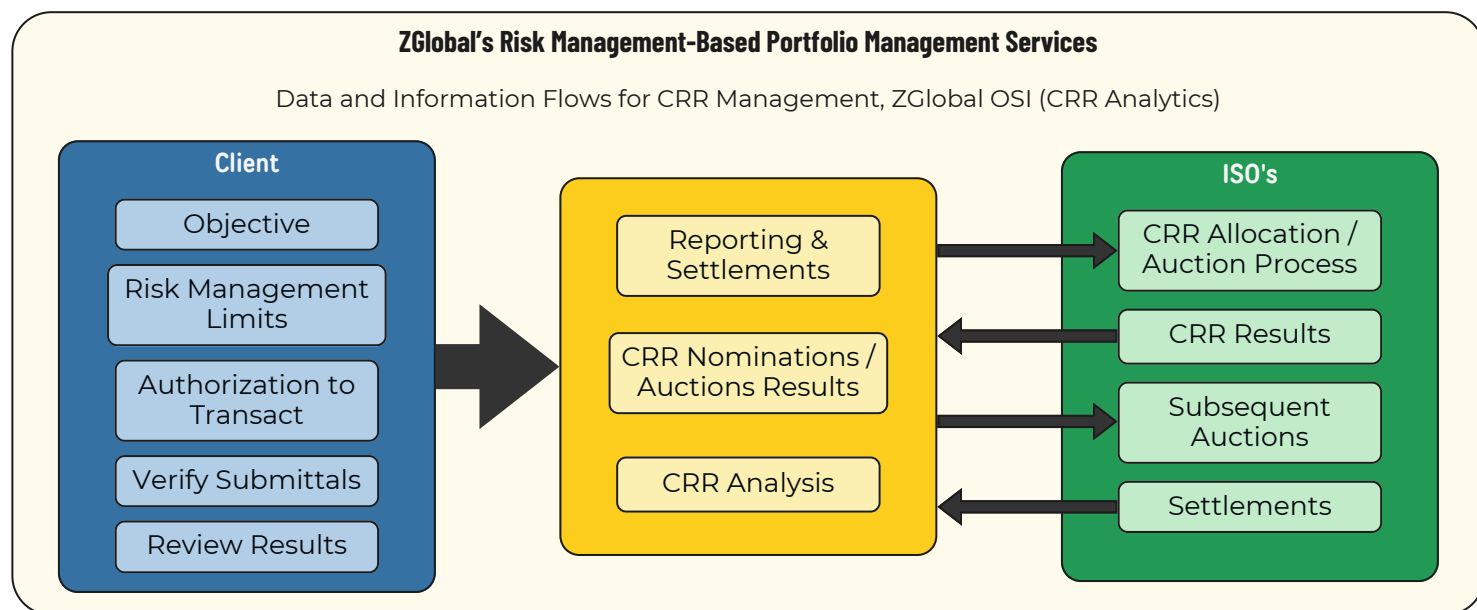 ZGlobal's Risk Management-Based Portfolio Management Services
Data and Information Flows for CRR Management, ZGlobal OSI (CRR Analytics)
Client
Objective
Risk Management
Limits
Authorization to
Transact
Verify Submittals
Review Results
Reporting &
Settlements
CRR Nominations /
Auctions Results
CRR Analysis
ISO's
CRR Allocation /
Auction Process
CRR Results
Subsequent
Auctions
Settlements